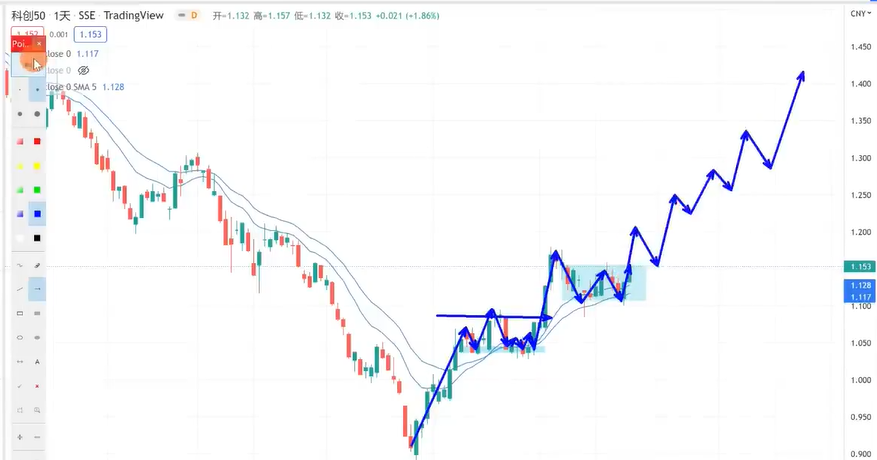 科创50 · 1天 · SSE · TradingView D 开=1.132 高=1.157 低=1.132 收=1.153 +0.021 (+1.86%)
CNY
1.152 0.001 1.153
Poi...
lose 0 1.117
lose 0
lose 0 SMA 5 1.128
1.450
1.400
1.350
1.300
1.250
1.200
1.153
1.128
1.117
1.100
1.050
1.000
0.950
0.900
A